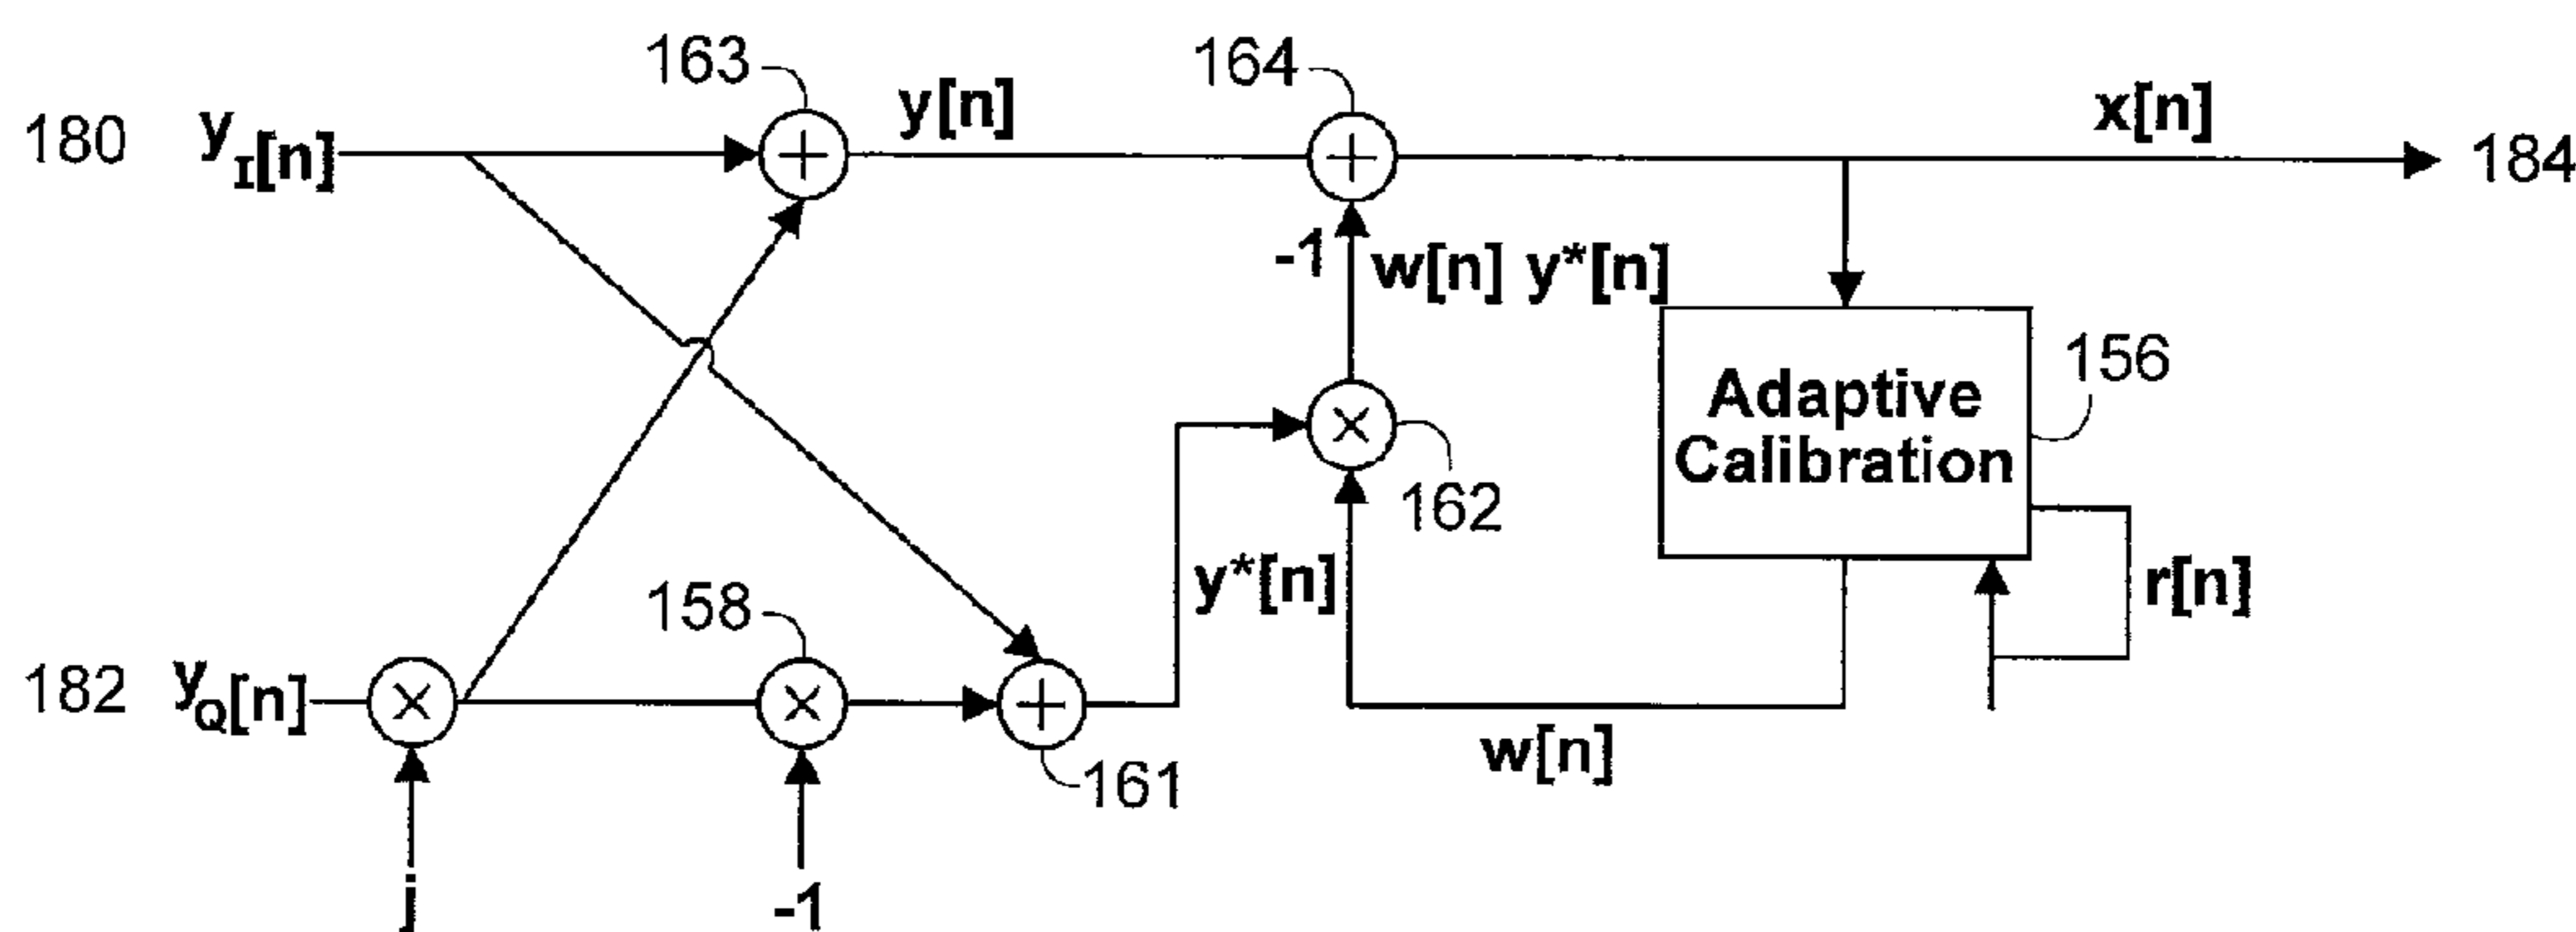 163
164
180
y_I[n]
y[n]
x[n]
184
-1
w[n] y*[n]
156
Adaptive
Calibration
162
158
y*[n]
r[n]
182
y_Q[n]
161
w[n]
j
-1